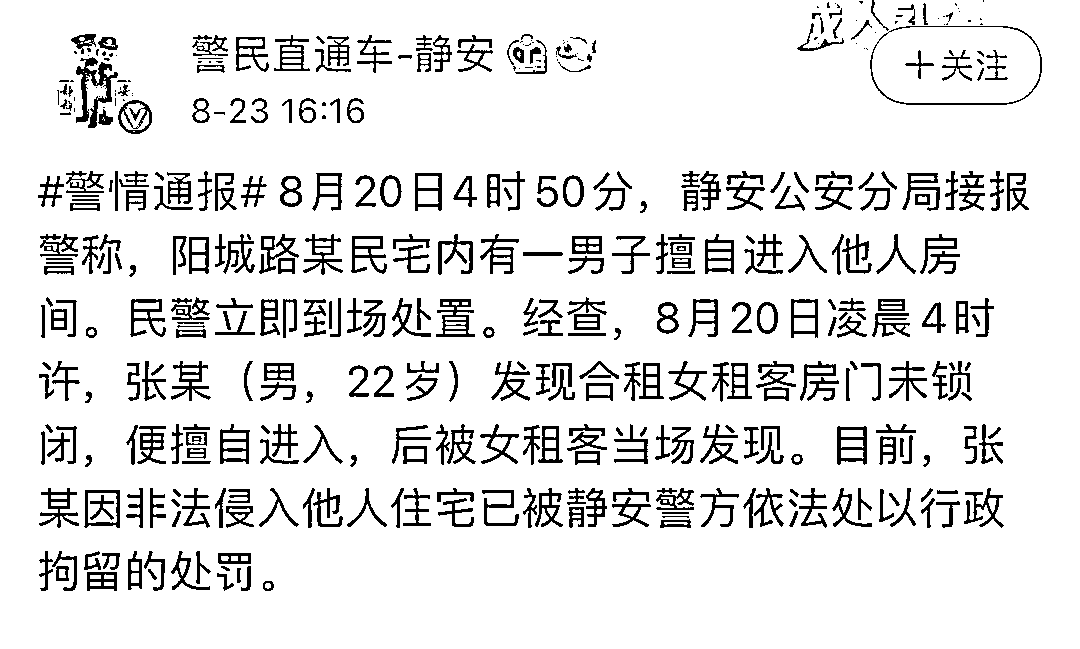 警民直通车-静安
+关注
8-23 16:16
#警情通报# 8月20日4时50分，静安公安分局接报
警称，阳城路某民宅内有一男子擅自进入他人房
间。民警立即到场处置。经查，8月20日凌晨4时
许，张某（男，22岁）发现合租女租客房门未锁
闭，便擅自进入，后被女租客当场发现。目前，张
某因非法侵入他人住宅已被静安警方依法处以行政
拘留的处罚。